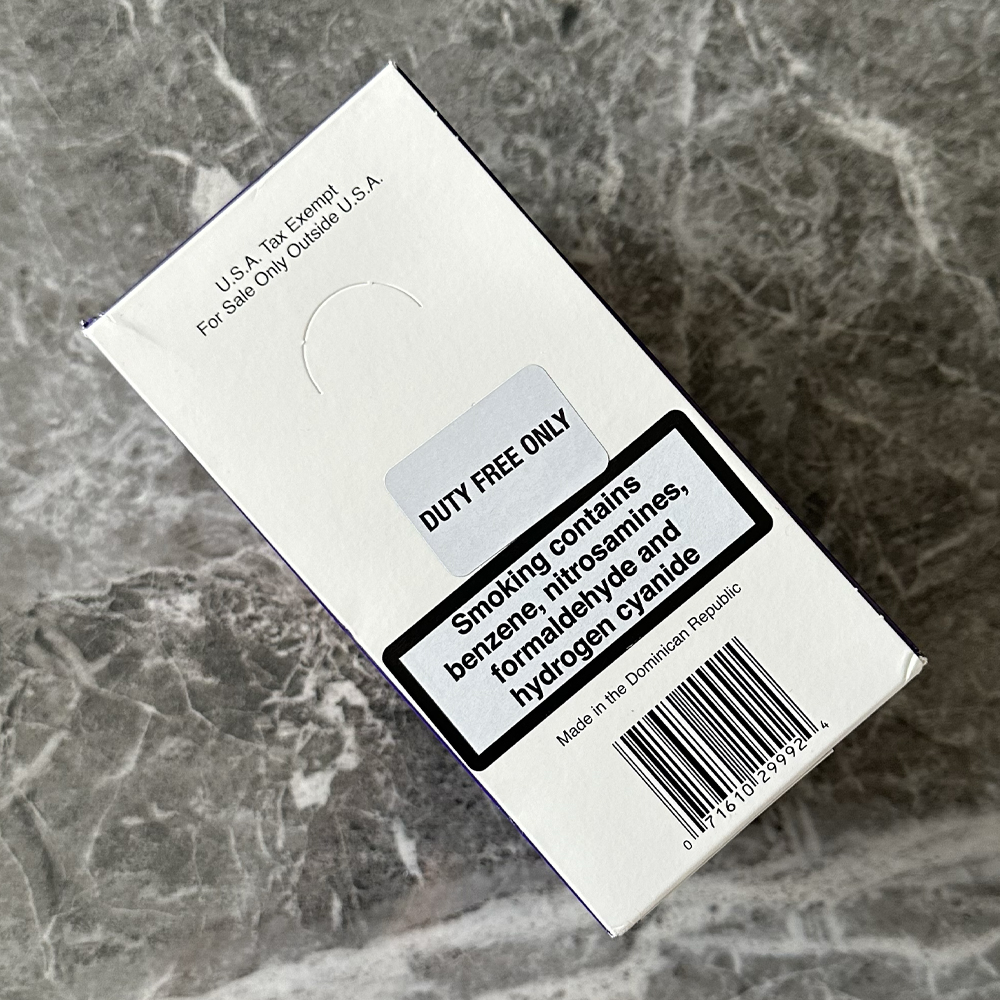 U.S.A. Tax Exempt
For Sale Only Outside U.S.A.
DUTY FREE ONLY
Smoking contains
benzene, nitrosamines,
formaldehyde and
hydrogen cyanide
Made in the Dominican Republic
0 71610 29992 4